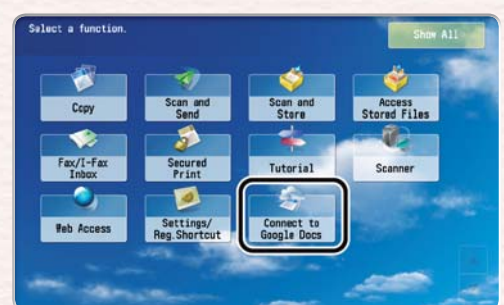 Select a function.
Show All
Copy
Scan and
Send
Scan and
Store
Access
Stored Files
Fax/I-Fax
Inbox
Secured
Print
Tutorial
Scanner
Web Access
Settings/
Reg.Shortcut
Connect to
Google Docs